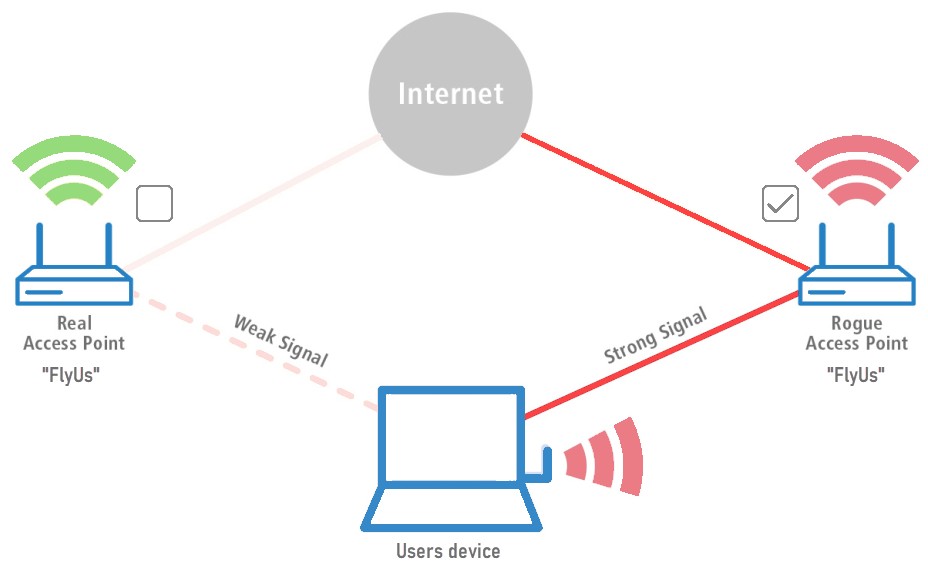 Internet
Real
Access Point
"FlyUs"
Weak Signal
Strong Signal
Rogue
Access Point
"FlyUs"
Users device